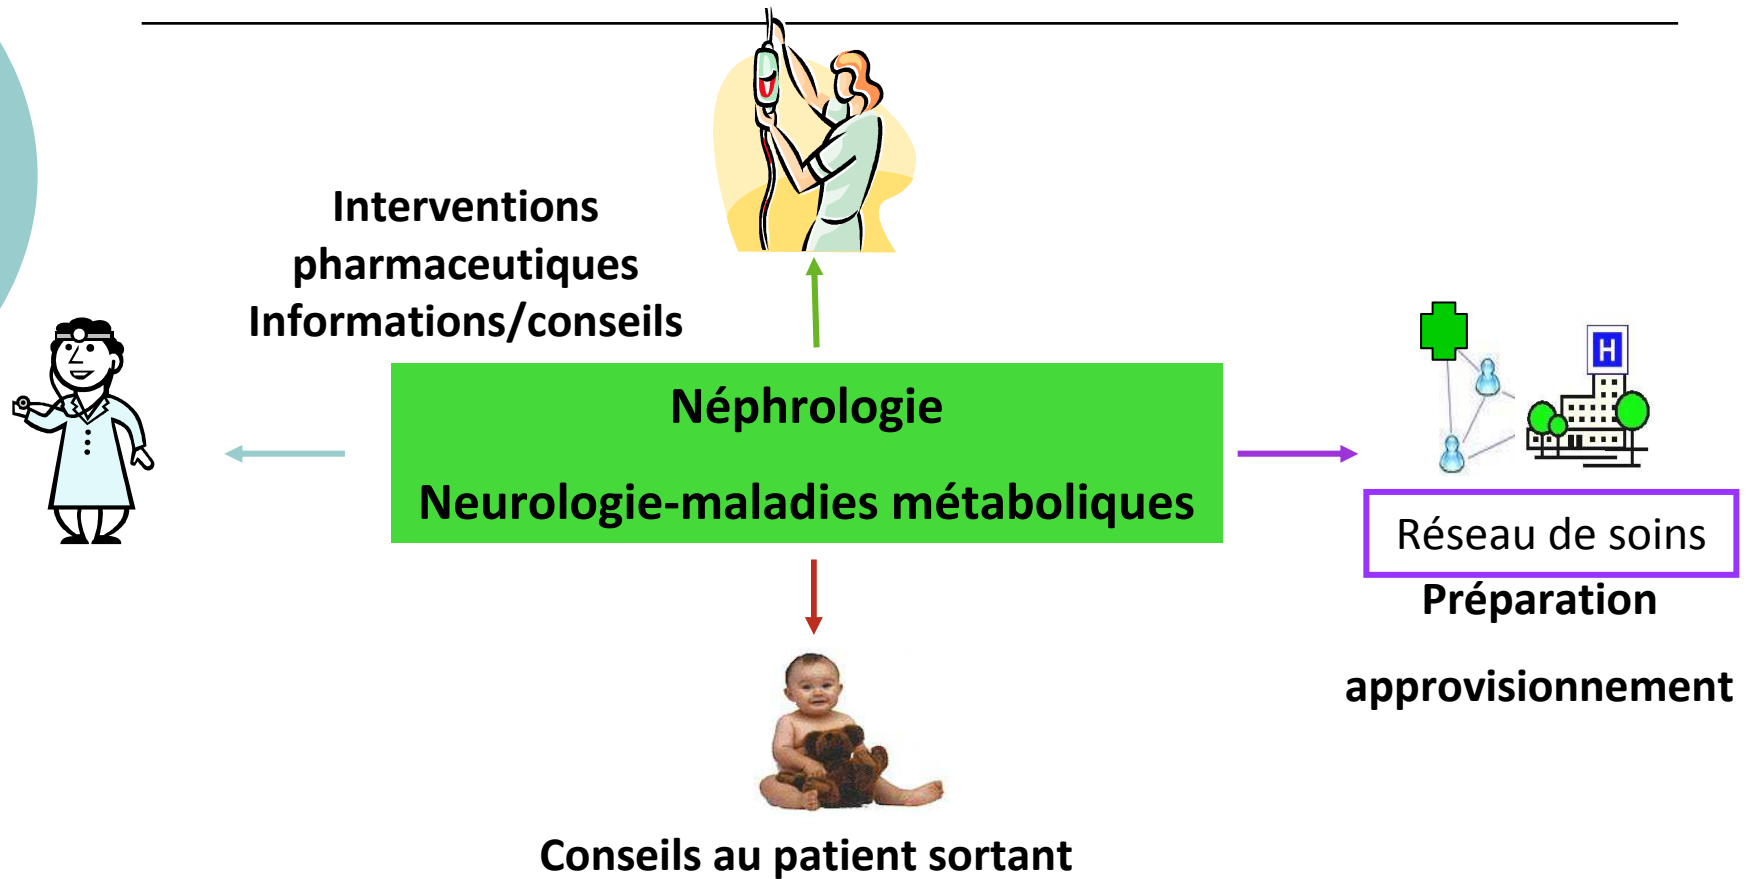 Interventions
pharmaceutiques
Informations/conseils
Néphrologie
Neurologie-maladies métaboliques
H
Réseau de soins
Préparation
approvisionnement
Conseils au patient sortant